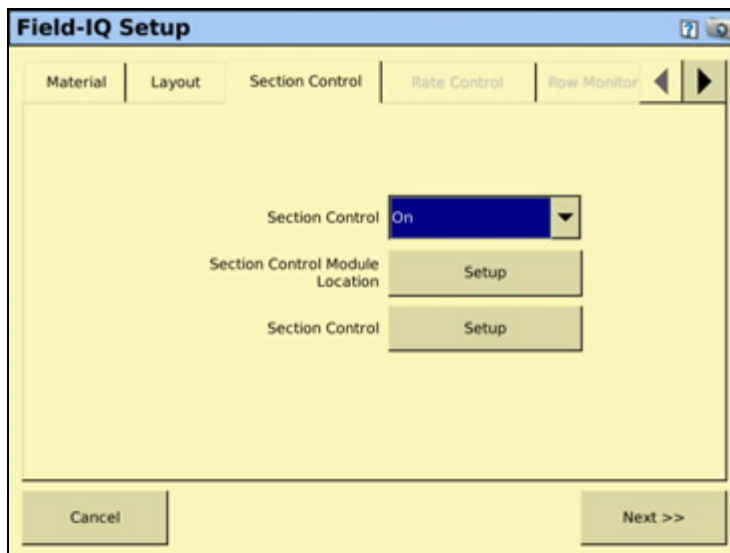 Field-IQ Setup
?
Material Layout Section Control Rate Control Row Monitor
Section Control On
Section Control Module
Location Setup
Section Control Setup
Cancel Next >>